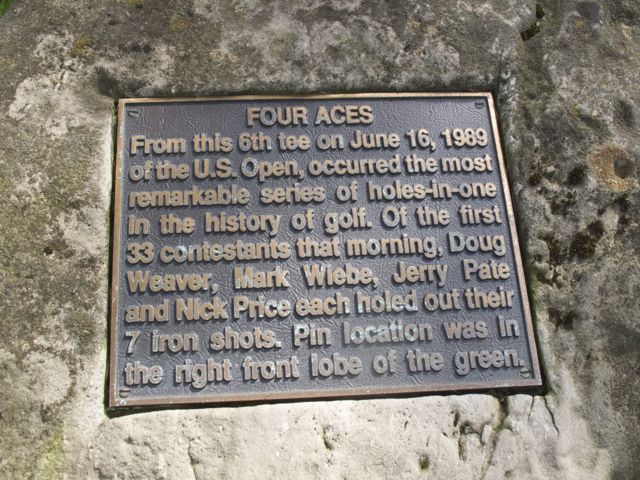 FOUR ACES
From this 6th tee on June 16, 1989
of the U.S. Open, occurred the most
remarkable series of holes-in-one
in the history of golf. Of the first
33 contestants that morning, Doug
Weaver, Mark Wiebe, Jerry Pate
and Nick Price each holed out their
7 iron shots. Pin location was in
the right front lobe of the green.